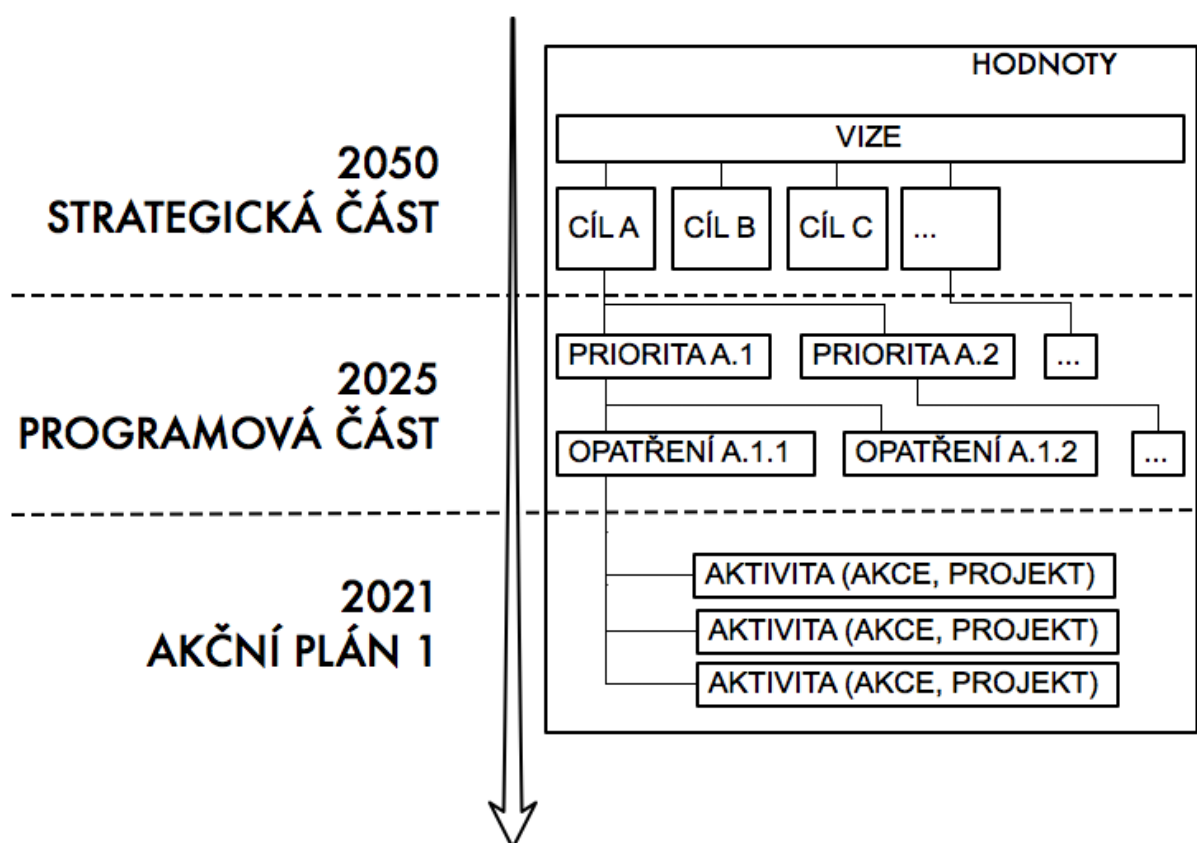 HODNOTY
VIZE
2050
STRATEGICKÁ ČÁST
CÍL A
CÍL B
CÍL C
...
2025
PROGRAMOVÁ ČÁST
PRIORITA A.1
PRIORITA A.2
...
OPATŘENÍ A.1.1
OPATŘENÍ A.1.2
...
2021
AKČNÍ PLÁN 1
AKTIVITA (AKCE, PROJEKT)
AKTIVITA (AKCE, PROJEKT)
AKTIVITA (AKCE, PROJEKT)